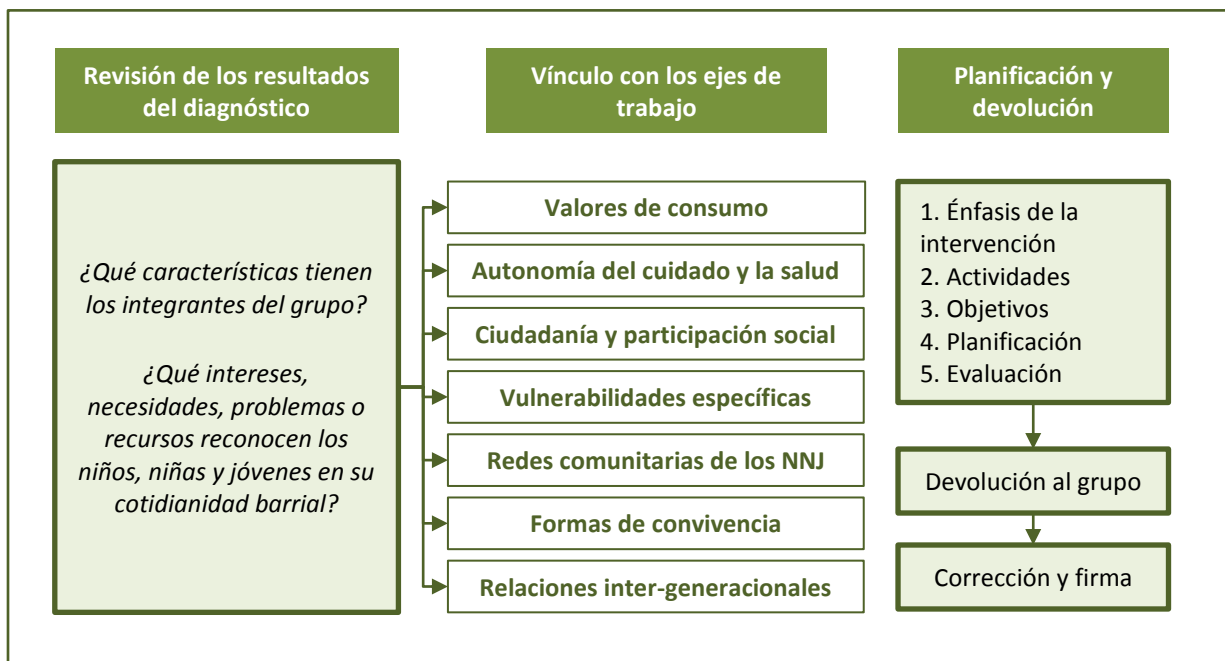 Revisión de los resultados
del diagnóstico
¿Qué características tienen
los integrantes del grupo?
¿Qué intereses,
necesidades, problemas o
recursos reconocen los
niños, niñas y jóvenes en su
cotidianidad barrial?
Vínculo con los ejes de
trabajo
Valores de consumo
Autonomía del cuidado y la salud
Ciudadanía y participación social
Vulnerabilidades específicas
Redes comunitarias de los NNJ
Formas de convivencia
Relaciones inter-generacionales
Planificación y
devolución
1. Énfasis de la
intervención
2. Actividades
3. Objetivos
4. Planificación
5. Evaluación
Devolución al grupo
Corrección y firma